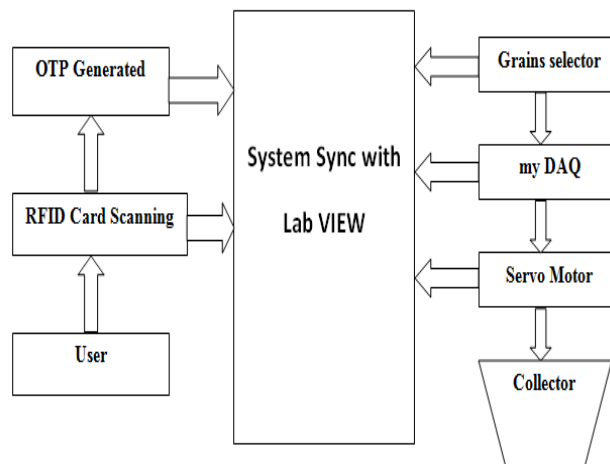 OTP Generated
RFID Card Scanning
User
System Sync with
Lab VIEW
Grains selector
my DAQ
Servo Motor
Collector